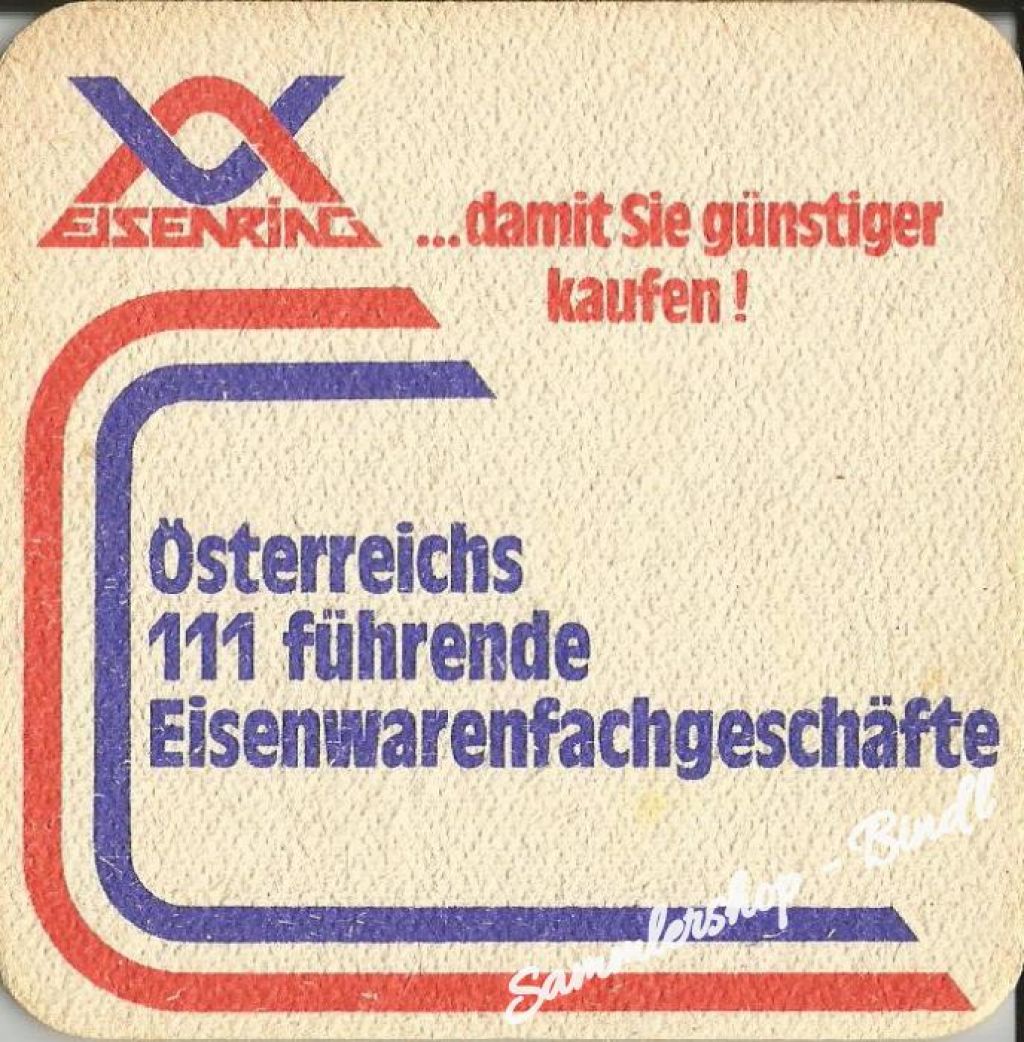 EISENRING
...damit Sie günstiger
kaufen!
Österreichs
111 führende
Eisenwarenfachgeschäfte
Sammlershop - Bindl